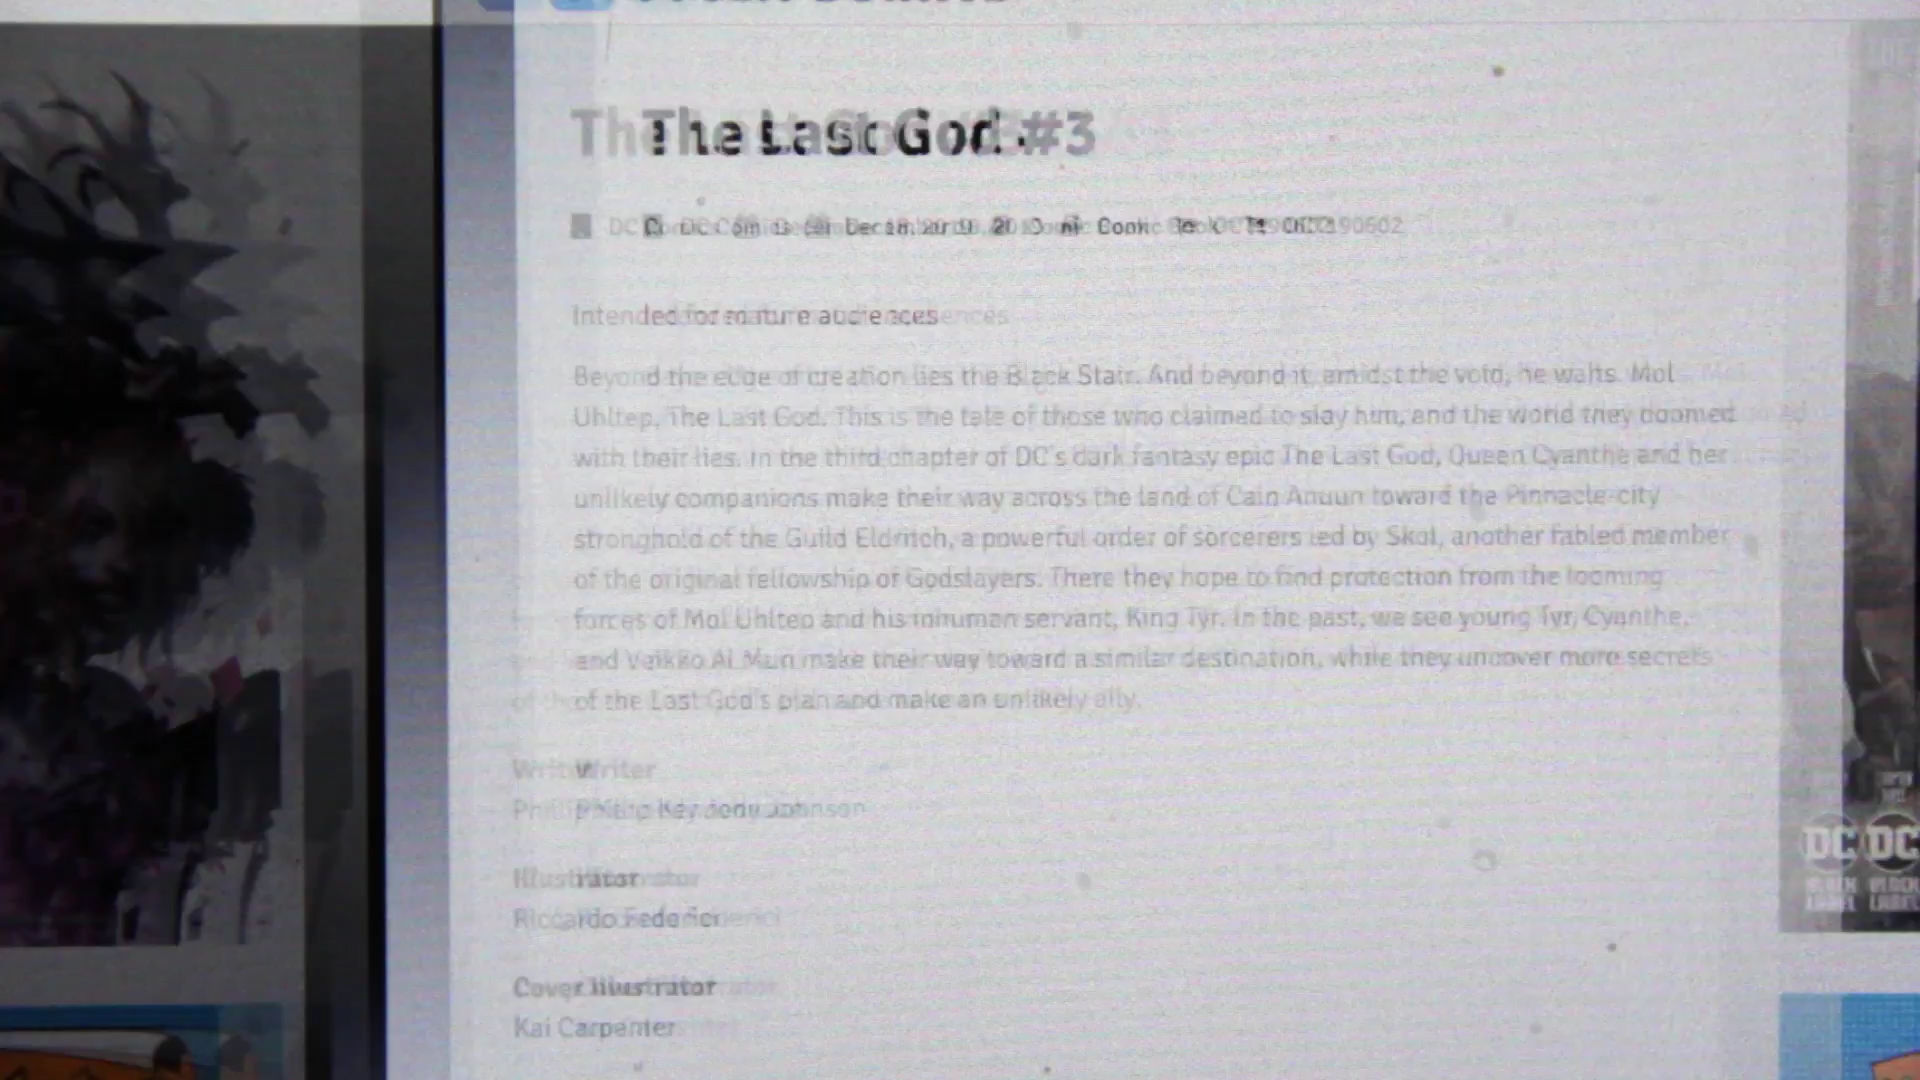 The Last God #3
Intended for mature audiences
Beyond the edge of creation lies the Black Stair. And beyond it, amidst the void, he waits. Mol
Uhltep, The Last God. This is the tale of those who claimed to slay him, and the world they doomed
with their lies. In the third chapter of DC's dark fantasy epic The Last God, Queen Cyanthe and her
unlikely companions make their way across the land of Cain Anuun toward the Pinnacle-city
stronghold of the Guild Eldritch, a powerful order of sorcerers led by Skol, another fabled member
of the original fellowship of Godslayers. There they hope to find protection from the looming
forces of Mol Uhltep and his inhuman servant, King Tyr. In the past, we see young Tyr, Cyanthe,
and Veikko Al Mun make their way toward a similar destination, while they uncover more secrets
of the Last God's plan and make an unlikely ally.
Writer
Johnson
Illustrator
Riccardo Federici
Cover Illustrator
Kai Carpenter
DC DC
LABEL LABEL